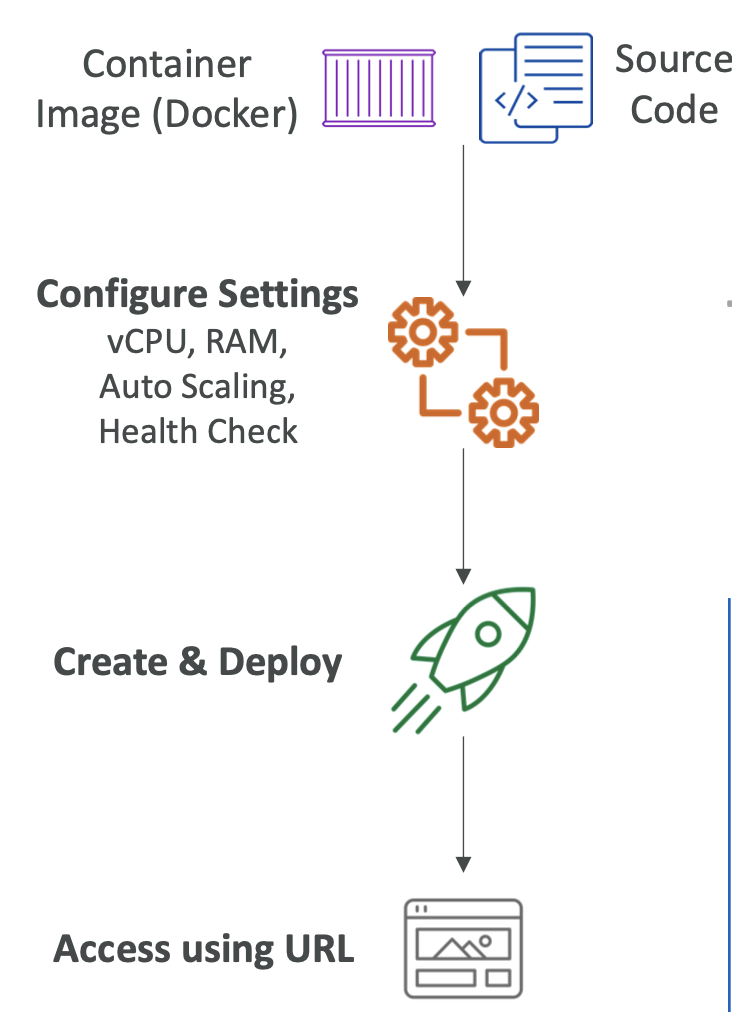 Container
Image (Docker)
Source
Code
</>
Configure Settings
vCPU, RAM,
Auto Scaling,
Health Check
Create & Deploy
Access using URL